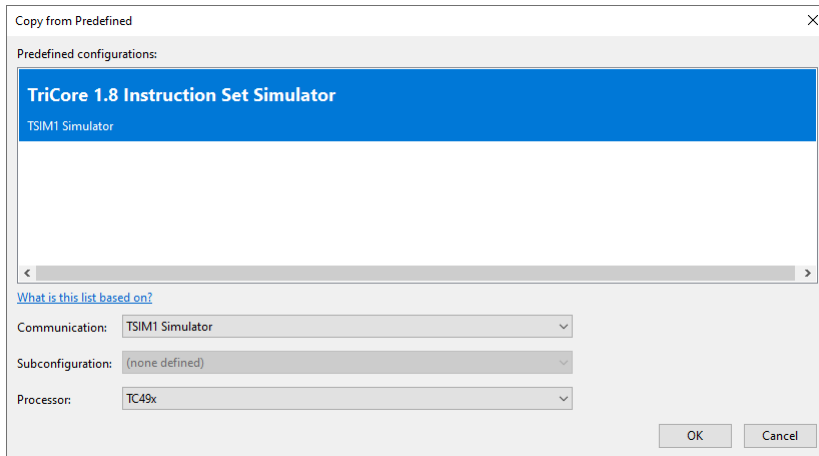 Copy from Predefined
Predefined configurations:
TriCore 1.8 Instruction Set Simulator
TSIM1 Simulator
What is this list based on?
Communication: TSIM1 Simulator
Subconfiguration: (none defined)
Processor: TC49x
OK Cancel